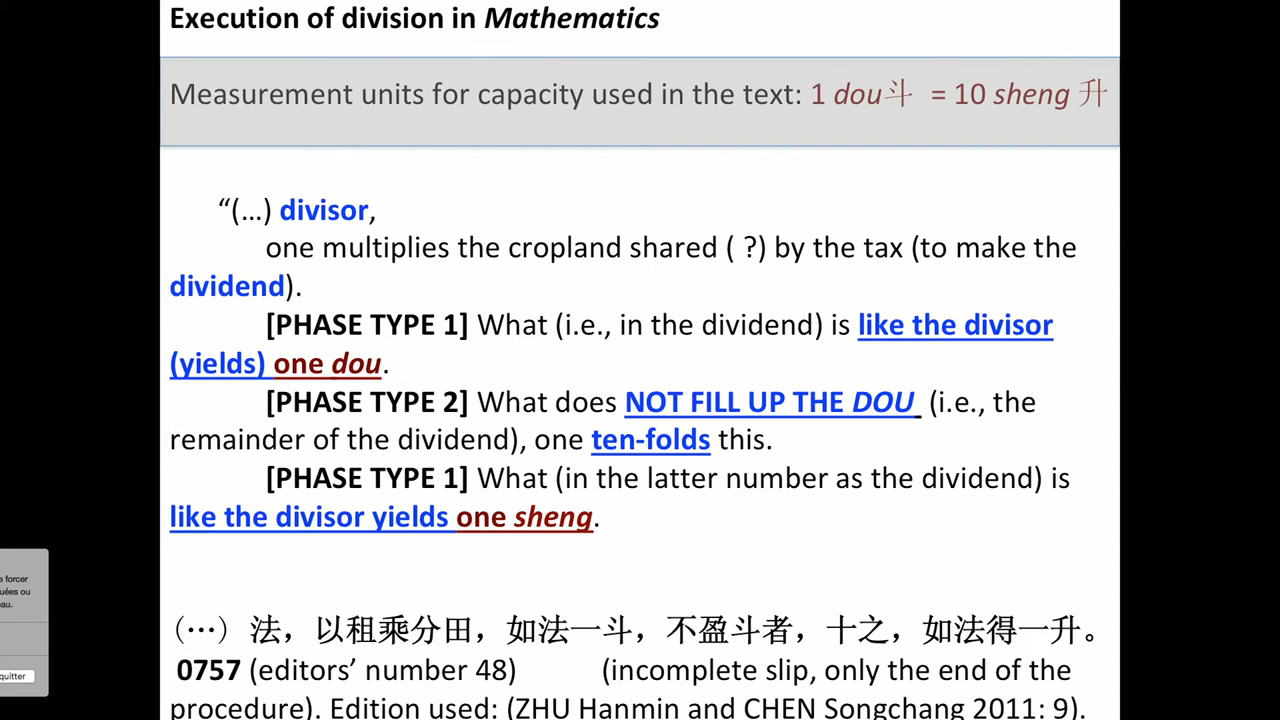 Execution of division in Mathematics
Measurement units for capacity used in the text: 1 dou斗 = 10 sheng 升
“(…) divisor,
one multiplies the cropland shared ( ?) by the tax (to make the
dividend).
[PHASE TYPE 1] What (i.e., in the dividend) is like the divisor
(yields) one dou.
[PHASE TYPE 2] What does NOT FILL UP THE DOU (i.e., the
remainder of the dividend), one ten-folds this.
[PHASE TYPE 1] What (in the latter number as the dividend) is
like the divisor yields one sheng.
e forcer
uées ou
au.
quitter
(…) 法，以租乘分田，如法一斗，不盈斗者，十之，如法得一升。
0757 (editors’ number 48) (incomplete slip, only the end of the
procedure). Edition used: (ZHU Hanmin and CHEN Songchang 2011: 9).